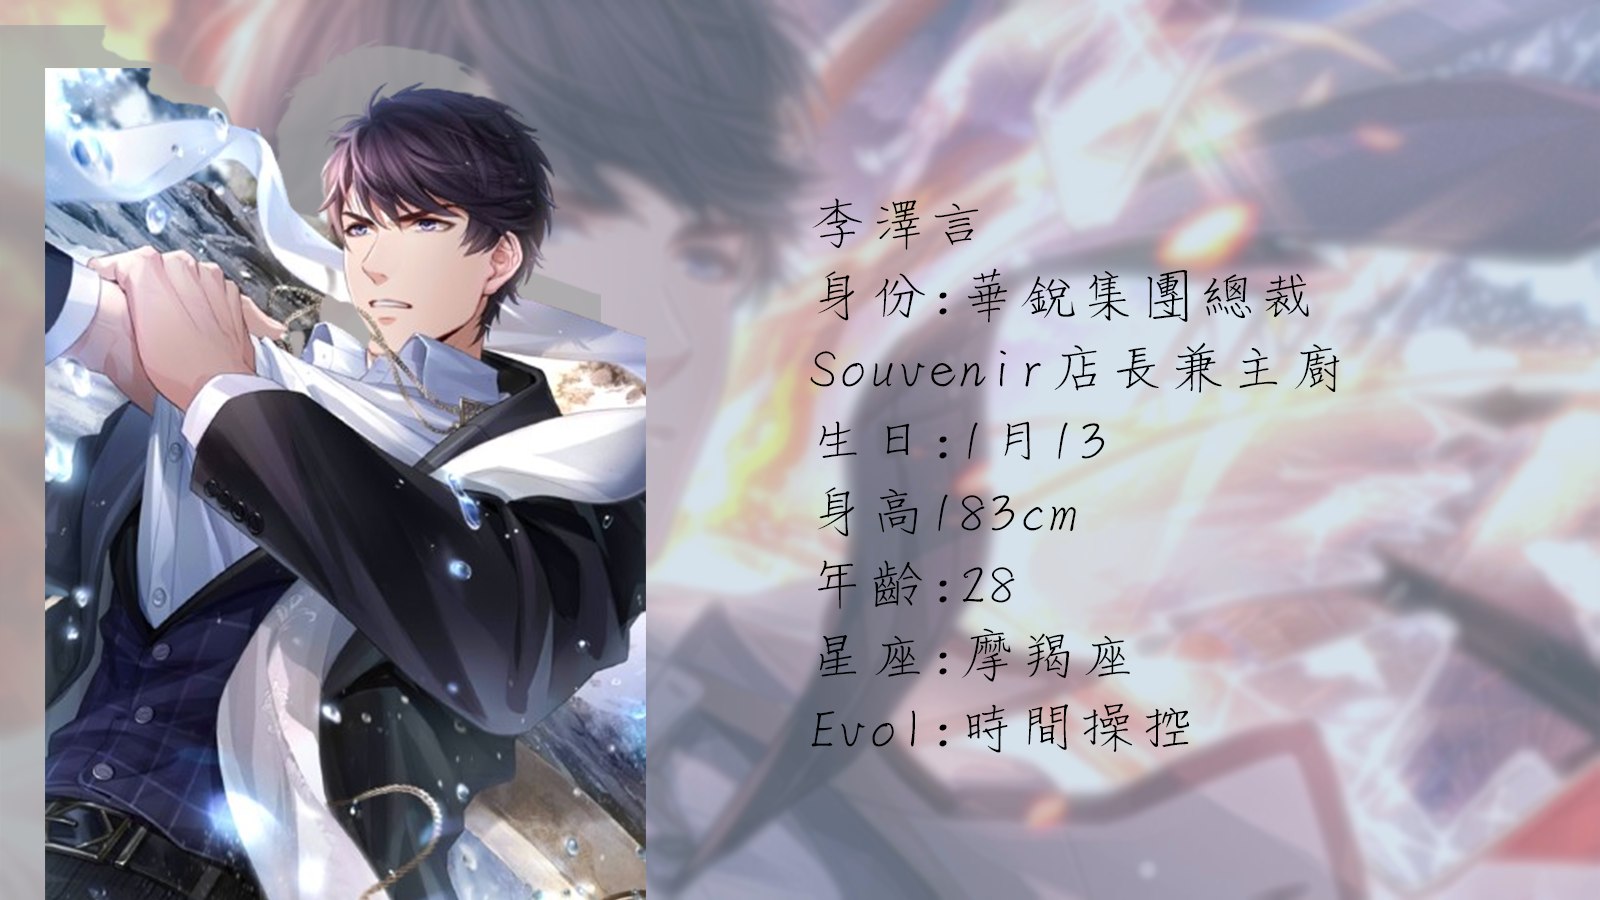 李澤言
身份:華銳集團總裁
Souvenir店長兼主廚
生日:1月13
身高183cm
年齡:28
星座:摩羯座
Evol:時間操控